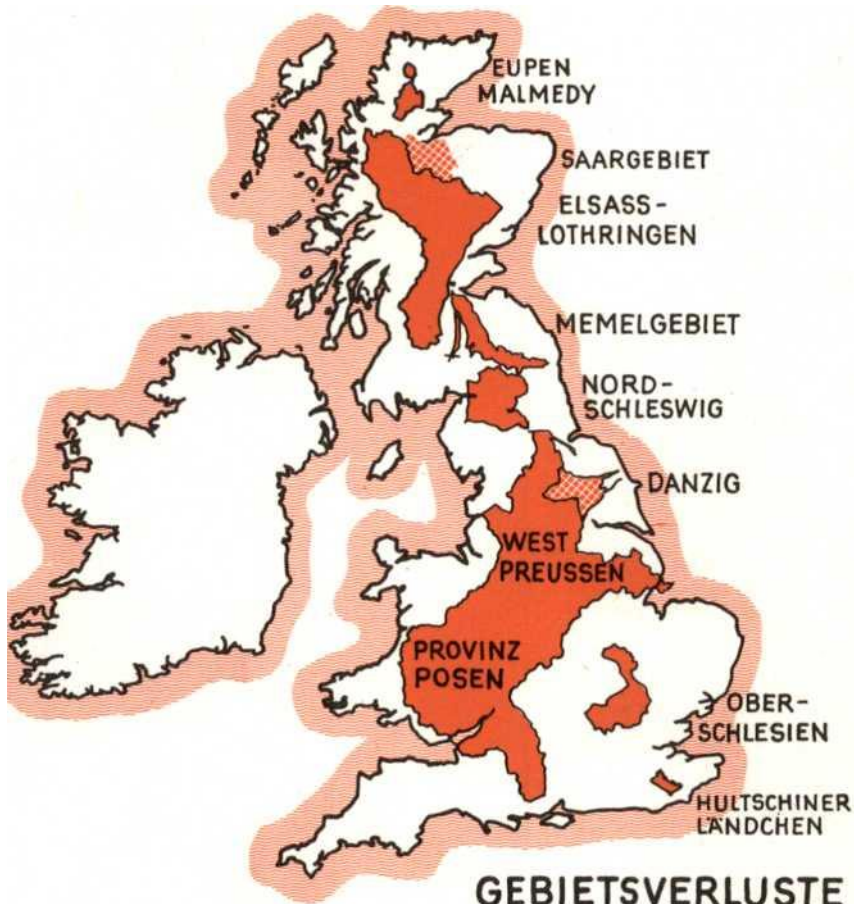 EUPEN
MALMEDY
SAARGEBIET
ELSASS-
LOTHRINGEN
MEMELGEBIET
NORD-
SCHLESWIG
DANZIG
WEST
PREUSSEN
PROVINZ
POSEN
OBER-
SCHLESIEN
HULTSCHINER
LÄNDCHEN
GEBIETSVERLUSTE